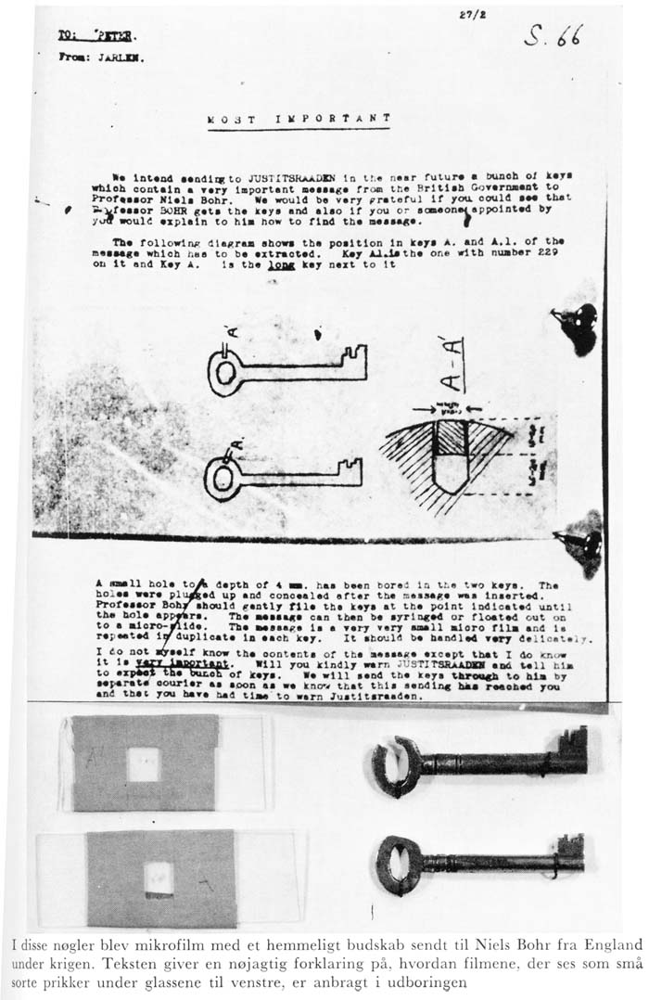 27/2
S. 66
TO: "PETER.
From: JARLEN.
MOST IMPORTANT
We intend sending to JUSTITSRAADEN in the near future a bunch of keys
which contain a very important message from the British Government to
Professor Niels Bohr. We would be very grateful if you could see that
Professor BOHR gets the keys and also if you or someone appointed by
you would explain to him how to find the message.
The following diagram shows the position in keys A. and A.1. of the
message which has to be extracted. Key A1.is the one with number 229
on it and Key A. is the long key next to it
A'
A - A'
A'
A small hole to a depth of 4 mm. has been bored in the two keys. The
holes were plugged up and concealed after the message was inserted.
Professor Bohr should gently file the keys at the point indicated until
the hole appears. The message can then be syringed or floated out on
to a micro-slide. The message is a very very small micro film and is
repeated in duplicate in each key. It should be handled very delicately.
I do not myself know the contents of the message except that I do know
it is very important. Will you kindly warn JUSTITSRAADEN and tell him
to expect the bunch of keys. We will send the keys through to him by
separate courier as soon as we know that this sending has reached you
and that you have had time to warn Justitsraaden.
A1
A
I disse nøgler blev mikrofilm med et hemmeligt budskab sendt til Niels Bohr fra England
under krigen. Teksten giver en nøjagtig forklaring på, hvordan filmene, der ses som små
sorte prikker under glassene til venstre, er anbragt i udboringen